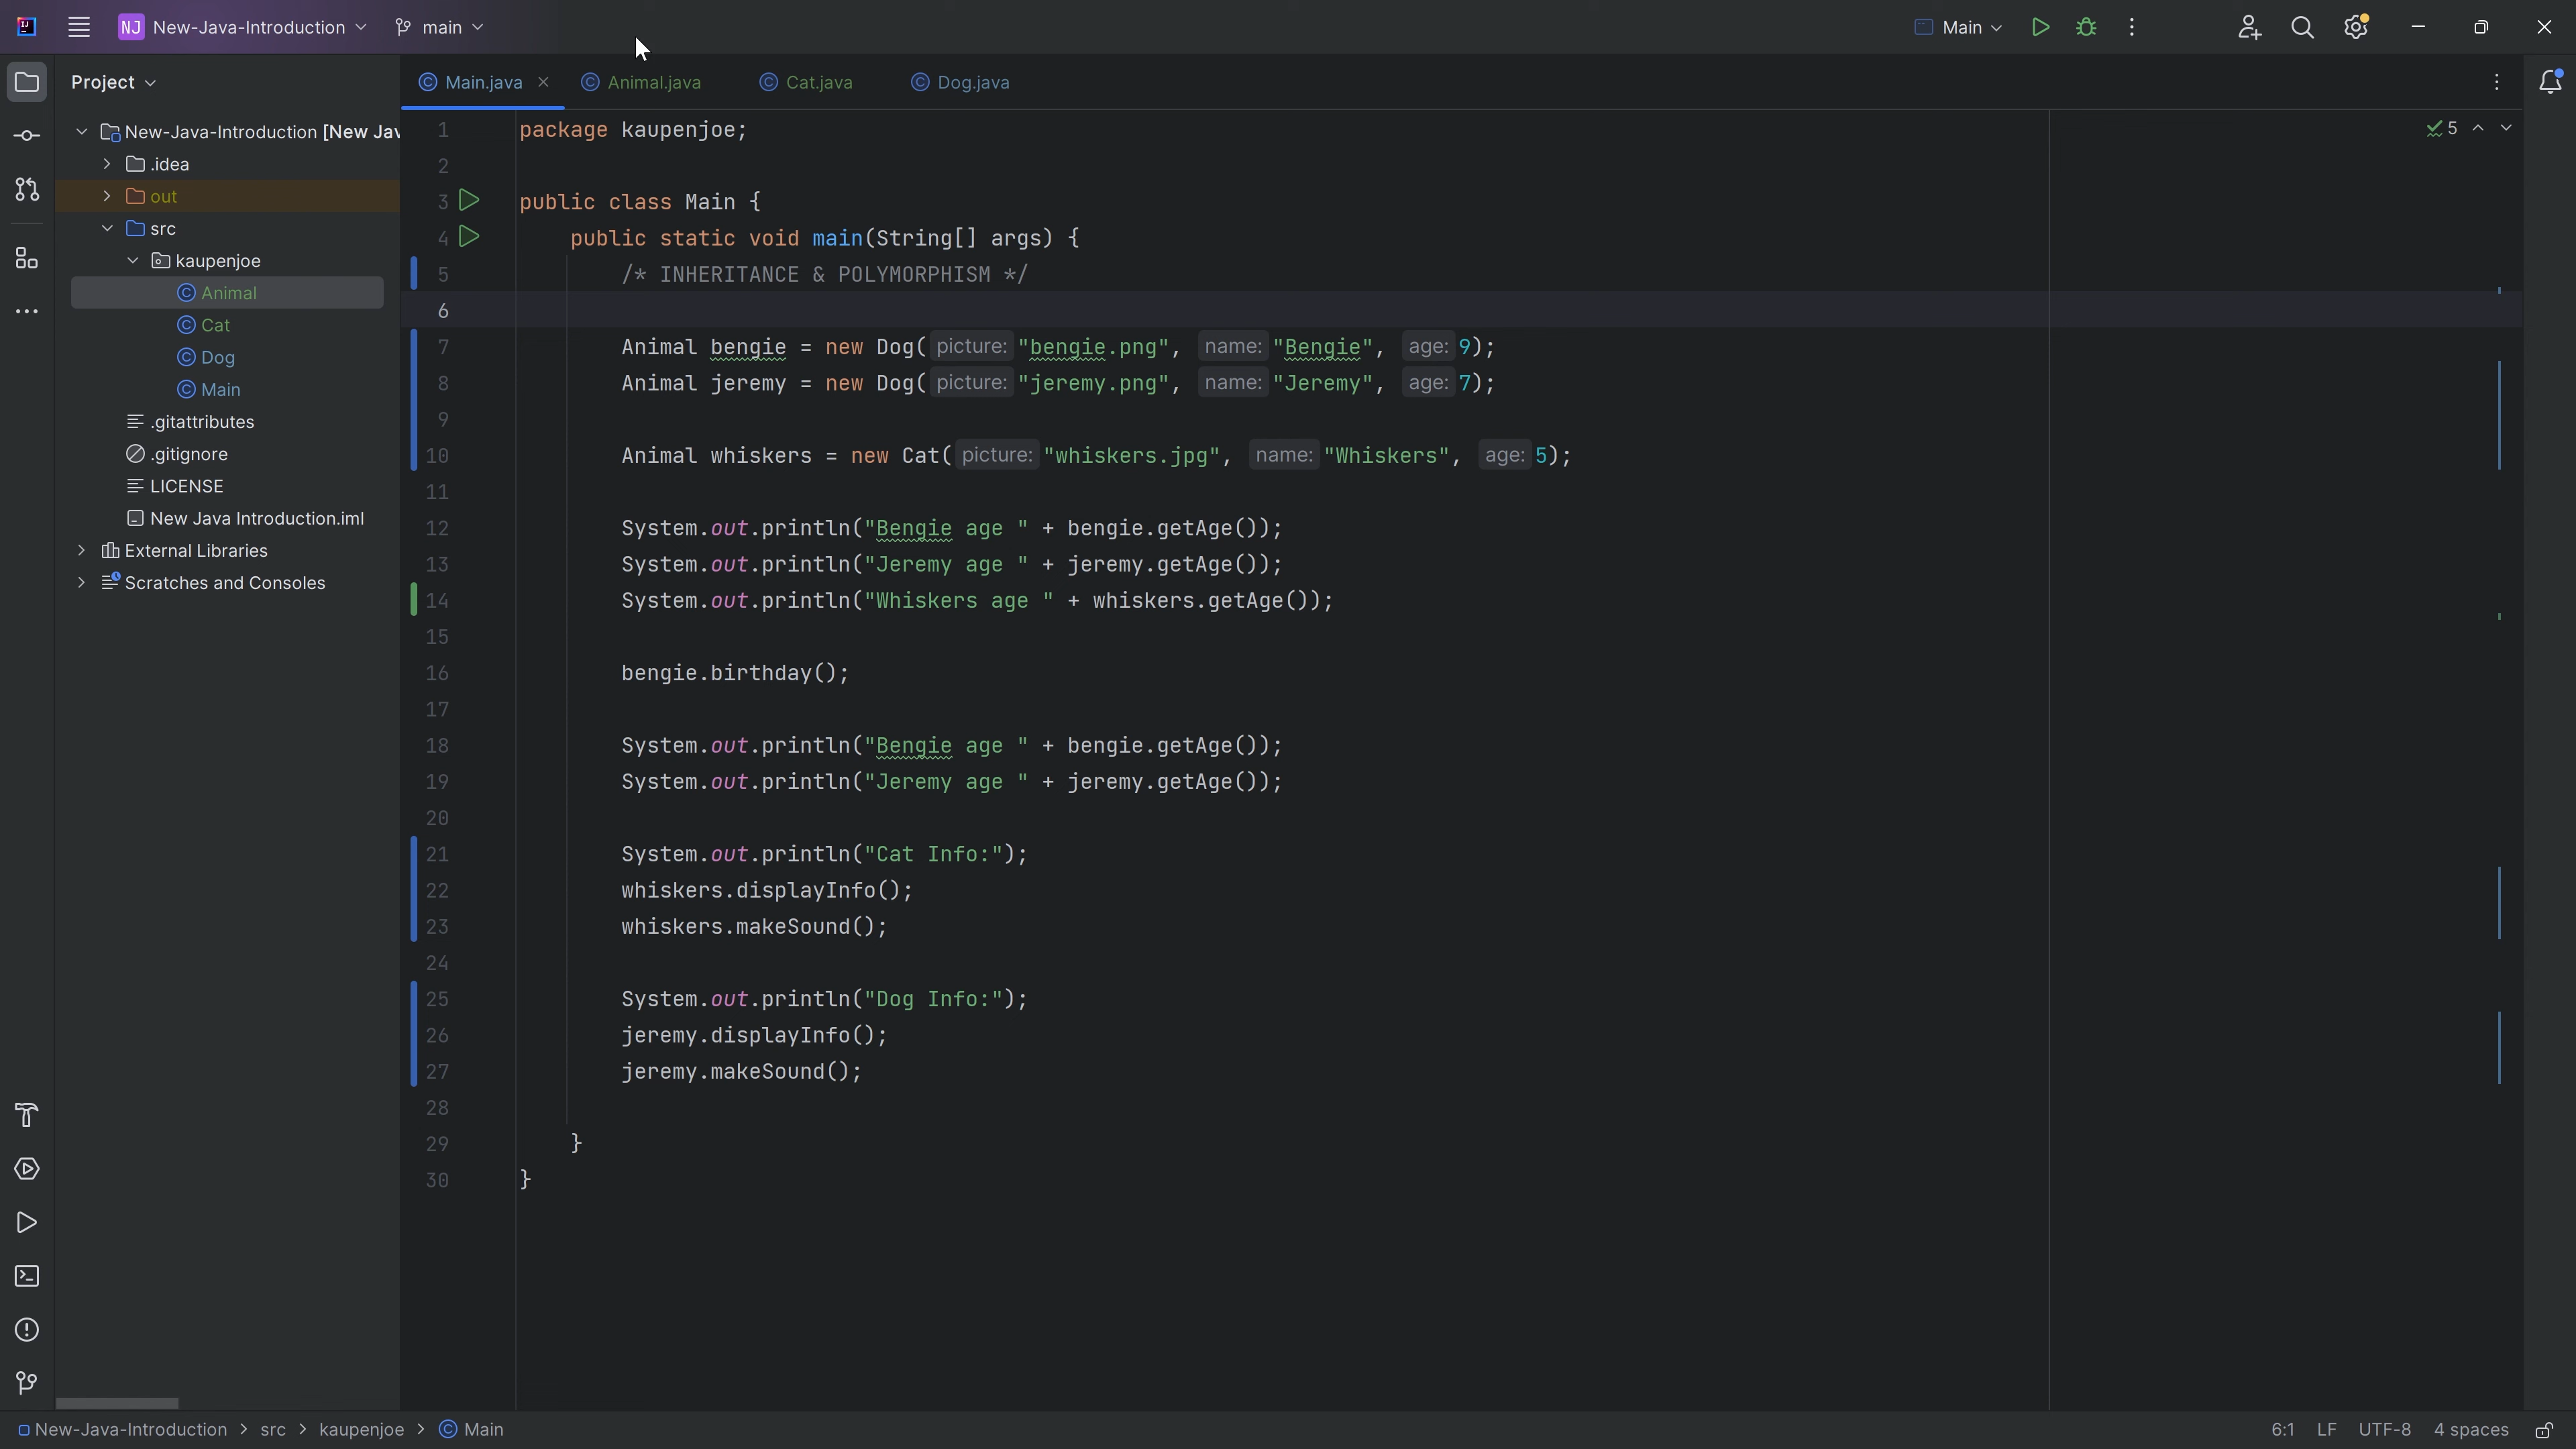 NJ New-Java-Introduction main Main
Project
Main.java Animal.java Cat.java Dog.java
New-Java-Introduction [New Jav
.idea
out
src
kaupenjoe
Animal
Cat
Dog
Main
.gitattributes
.gitignore
LICENSE
New Java Introduction.iml
External Libraries
Scratches and Consoles
5
1 package kaupenjoe;
2
3 public class Main {
4 public static void main(String[] args) {
5 /* INHERITANCE & POLYMORPHISM */
6
7 Animal bengie = new Dog( picture: "bengie.png", name: "Bengie", age: 9);
8 Animal jeremy = new Dog( picture: "jeremy.png", name: "Jeremy", age: 7);
9
10 Animal whiskers = new Cat( picture: "whiskers.jpg", name: "Whiskers", age: 5);
11
12 System.out.println("Bengie age " + bengie.getAge());
13 System.out.println("Jeremy age " + jeremy.getAge());
14 System.out.println("Whiskers age " + whiskers.getAge());
15
16 bengie.birthday();
17
18 System.out.println("Bengie age " + bengie.getAge());
19 System.out.println("Jeremy age " + jeremy.getAge());
20
21 System.out.println("Cat Info:");
22 whiskers.displayInfo();
23 whiskers.makeSound();
24
25 System.out.println("Dog Info:");
26 jeremy.displayInfo();
27 jeremy.makeSound();
28
29 }
30 }
New-Java-Introduction > src > kaupenjoe > Main 6:1 LF UTF-8 4 spaces